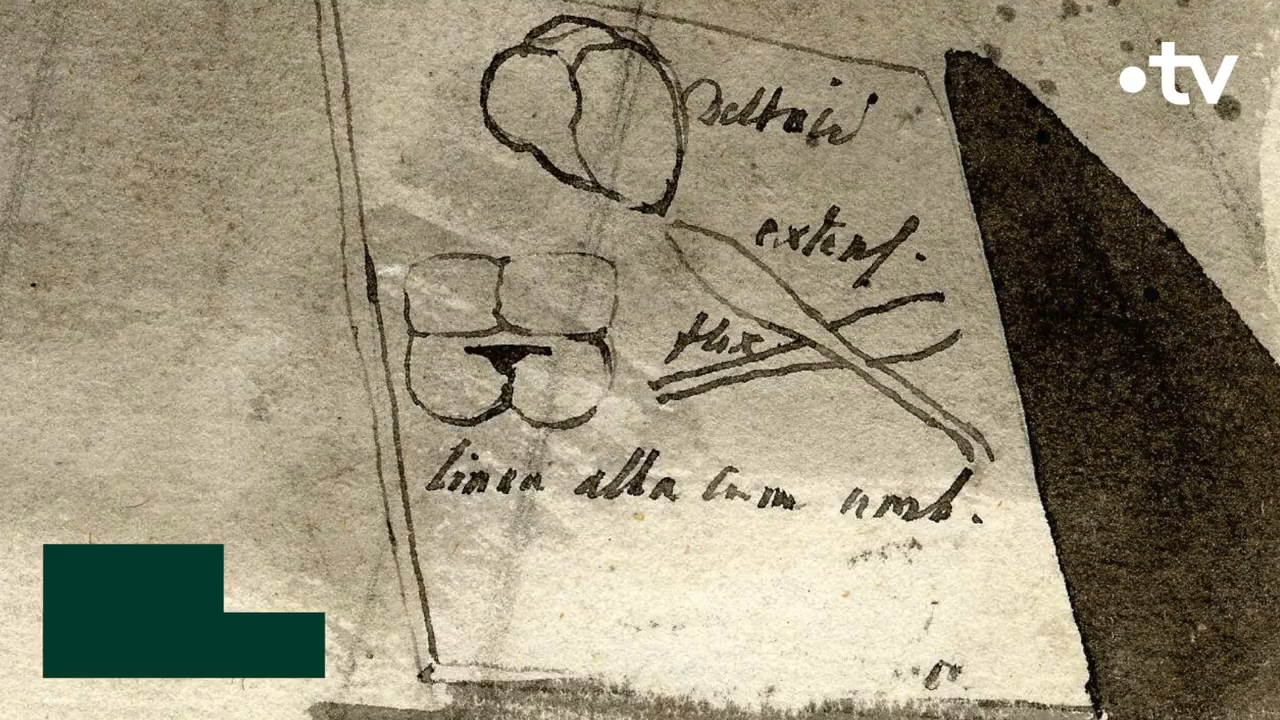 •tv
Deltoid
extens.
flex
linea alba cum umb.